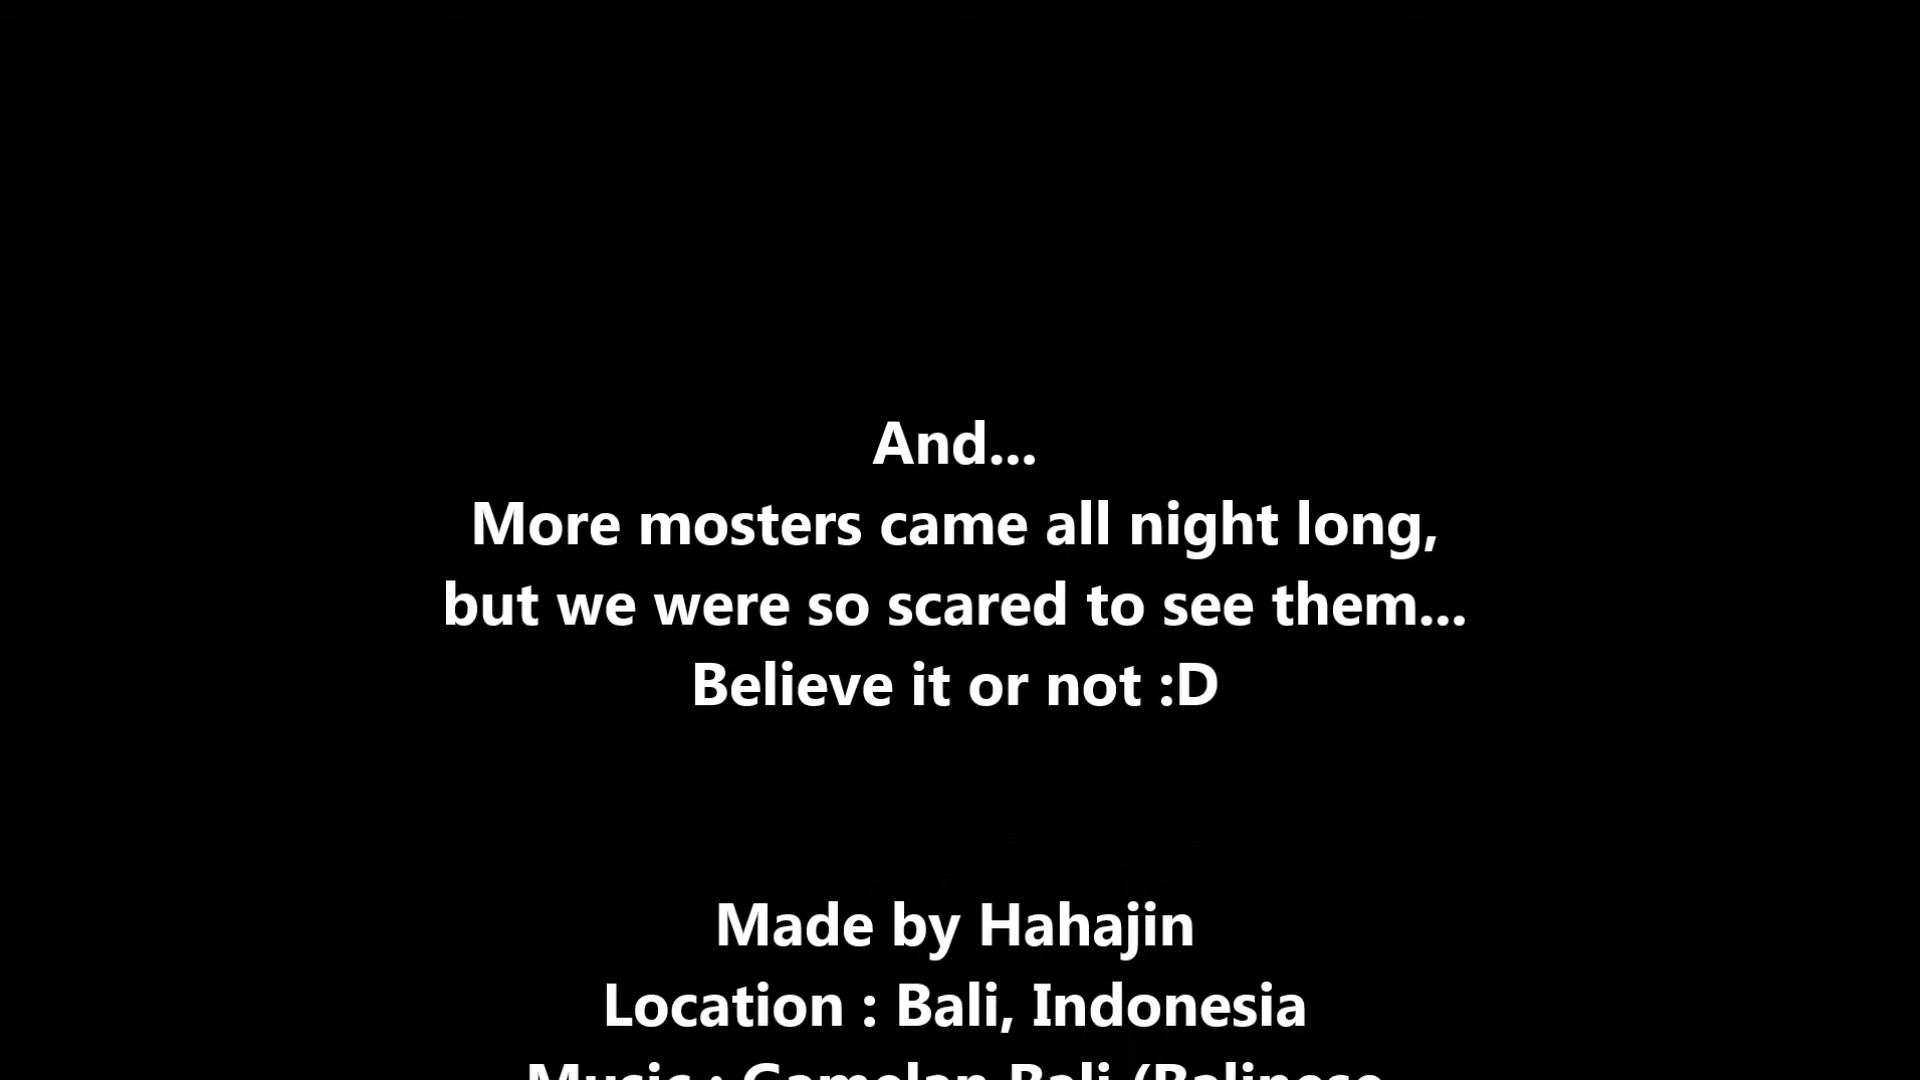 And...
More mosters came all night long,
but we were so scared to see them...
Believe it or not :D
Made by Hahajin
Location : Bali, Indonesia
Music : Gamelan Bali (Balinese